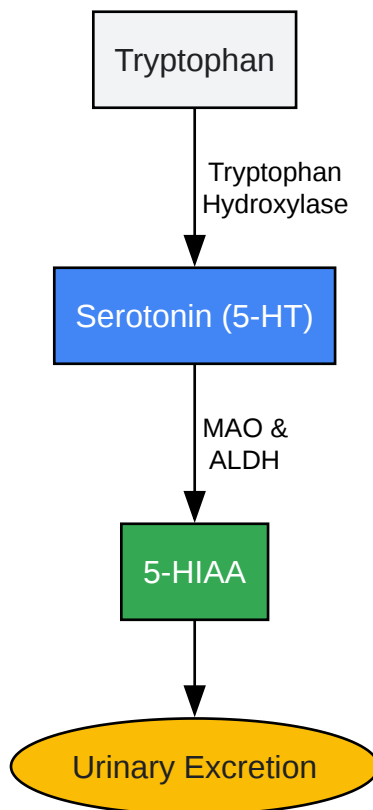 Tryptophan
Tryptophan
Hydroxylase
Serotonin (5-HT)
MAO &
ALDH
5-HIAA
Urinary Excretion